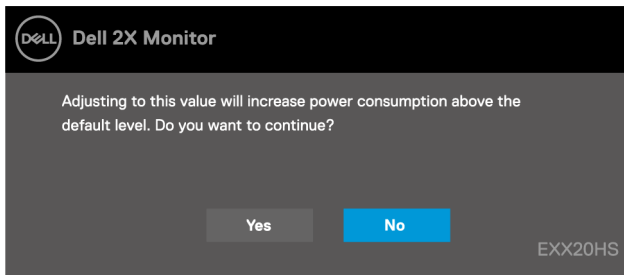 DELL Dell 2X Monitor
Adjusting to this value will increase power consumption above the
default level. Do you want to continue?
Yes No
EXX20HS